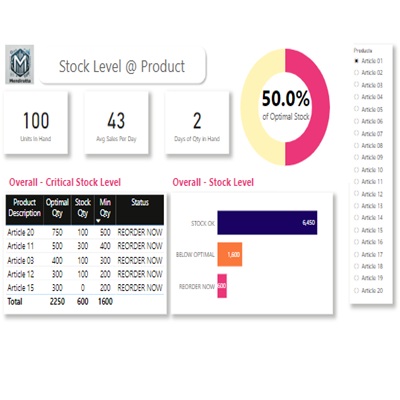 Stock Level @ Product
100
Units In Hand
43
Avg Sales Per Day
2
Days of Qty in Hand
50.0%
of Optimal Stock
Products
Article 01
Article 02
Article 03
Article 04
Article 05
Article 06
Article 07
Article 08
Article 09
Article 10
Article 11
Article 12
Article 13
Article 14
Article 15
Article 16
Article 17
Article 18
Article 19
Article 20
Overall - Critical Stock Level
Product Description Optimal Qty Stock Qty Min Qty Status
Article 20 750 100 500 REORDER NOW
Article 11 500 300 400 REORDER NOW
Article 03 400 100 300 REORDER NOW
Article 12 300 100 200 REORDER NOW
Article 15 300 0 200 REORDER NOW
Total 2250 600 1600
Overall - Stock Level
STOCK OK 6,450
BELOW OPTIMAL 1,600
REORDER NOW 600